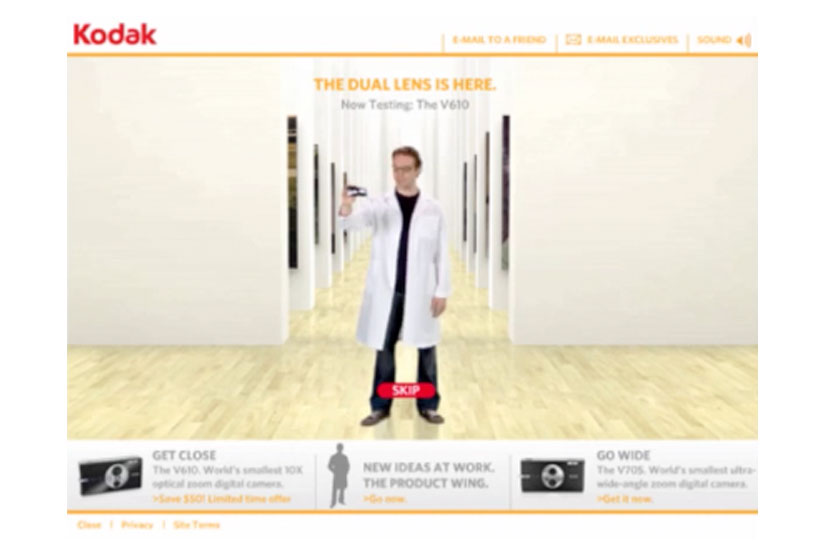 Kodak
E-MAIL TO A FRIEND
E-MAIL EXCLUSIVES
SOUND
THE DUAL LENS IS HERE.
Now Testing: The V610
SKIP
GET CLOSE
The V610. World's smallest 10X
optical zoom digital camera.
>Save $50! Limited time offer
NEW IDEAS AT WORK.
THE PRODUCT WING.
>Go now.
GO WIDE
The V705. World's smallest ultra-
wide-angle zoom digital camera.
>Get it now.
Close | Privacy | Site Terms